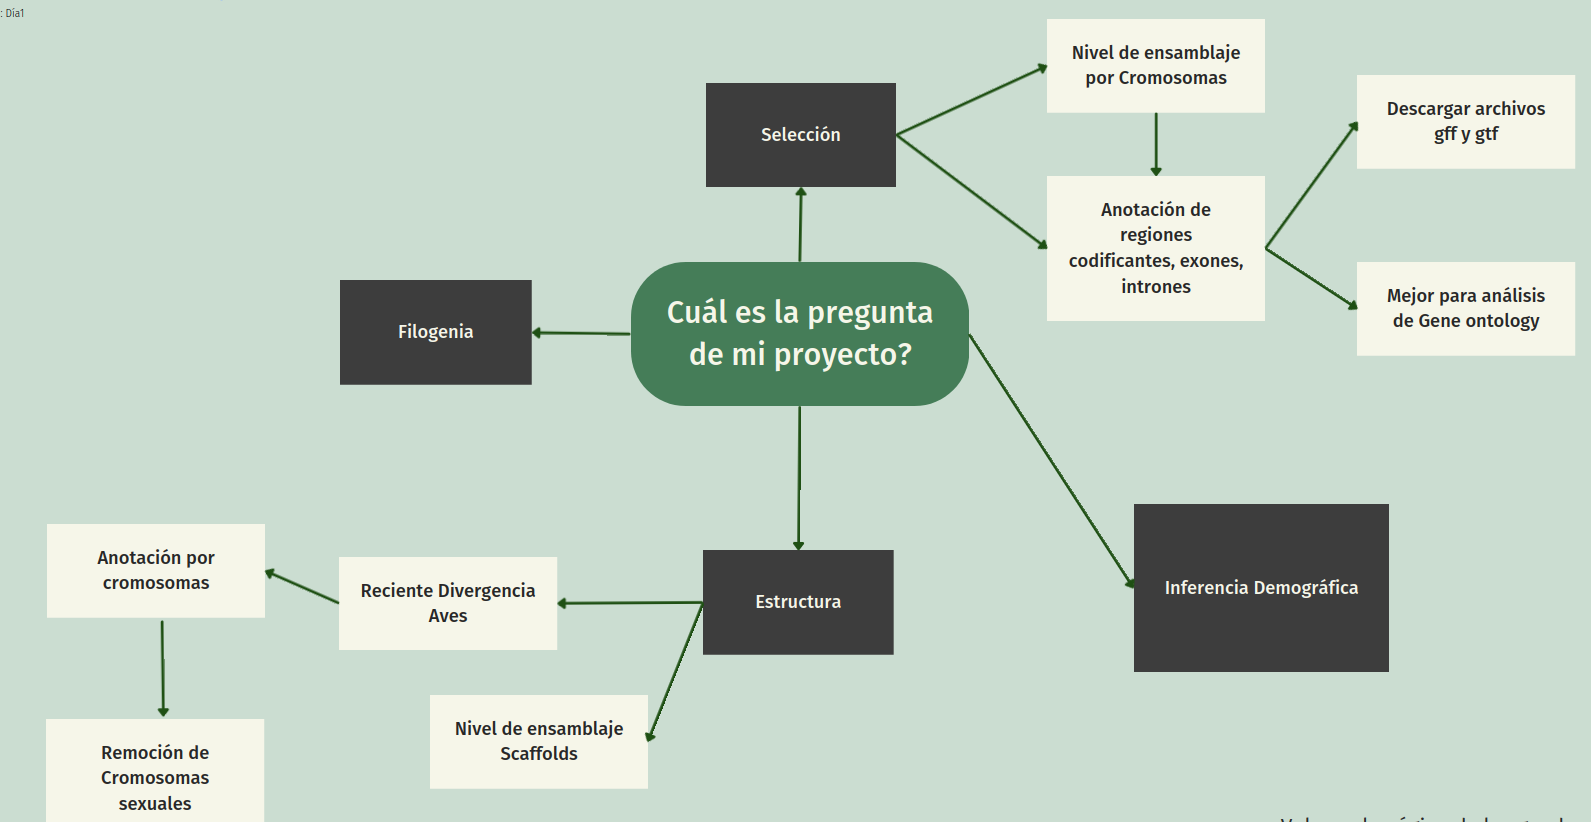 : Día1
Nivel de ensamblaje
por Cromosomas
Selección
Descargar archivos
gff y gtf
Anotación de
regiones
codificantes, exones,
intrones
Mejor para análisis
de Gene ontology
Cuál es la pregunta
de mi proyecto?
Filogenia
Anotación por
cromosomas
Reciente Divergencia
Aves
Estructura
Inferencia Demográfica
Nivel de ensamblaje
Scaffolds
Remoción de
Cromosomas
sexuales